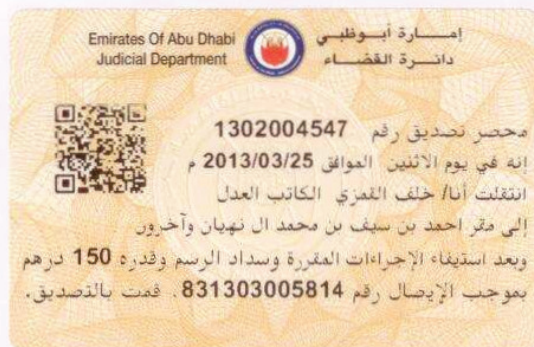 Emirates Of Abu Dhabi
Judicial Department
إمـــارة أبـوظبـي
دائـــرة القضـــاء
محضر تصديق رقم 1302004547
إنه في يوم الاثنين الموافق 2013/03/25 م
انتقلت أنا/ خلف القمزي الكاتب العدل
إلى مقر احمد بن سيف بن محمد ال نهيان وآخرون
وبعد استيفاء الإجراءات المقررة وسداد الرسم وقدره 150 درهم
بموجب الإيصال رقم 831303005814. قمت بالتصديق.